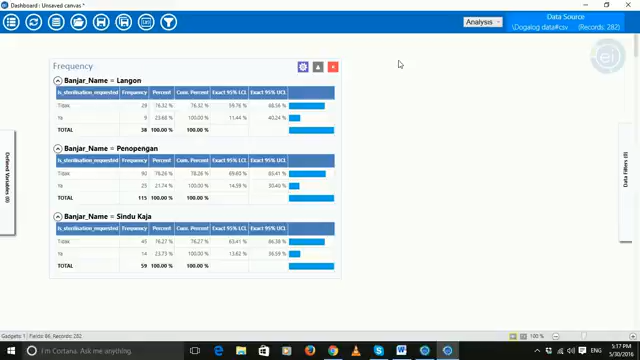 Dashboard : Unsaved canvas*
Analysis
Data Source
\Dogalog data#csv ... (Records: 282)
Frequency
Banjar_Name = Langon
Is_sterilisation_requested Frequency Percent Cum. Percent Exact 95% LCL Exact 95% UCL
Tidak 29 76.32 % 76.32 % 59.76 % 88.56 %
Ya 9 23.68 % 100.00 % 11.44 % 40.24 %
TOTAL 38 100.00 % 100.00 %
Banjar_Name = Penopengan
Is_sterilisation_requested Frequency Percent Cum. Percent Exact 95% LCL Exact 95% UCL
Tidak 90 78.26 % 78.26 % 69.60 % 85.41 %
Ya 25 21.74 % 100.00 % 14.59 % 30.40 %
TOTAL 115 100.00 % 100.00 %
Banjar_Name = Sindu Kaja
Is_sterilisation_requested Frequency Percent Cum. Percent Exact 95% LCL Exact 95% UCL
Tidak 45 76.27 % 76.27 % 63.41 % 86.38 %
Ya 14 23.73 % 100.00 % 13.62 % 36.59 %
TOTAL 59 100.00 % 100.00 %
Defined Variables (0)
Data Filters (0)
Gadgets: 1 Fields: 86, Records: 282
100 %
I'm Cortana. Ask me anything.
ENG
5:17 PM
5/30/2016